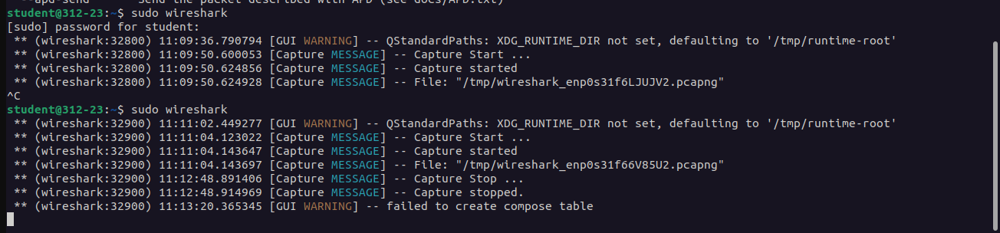 --apd-send      Send the packet described with APD (see docs/APD.txt)
student@312-23:~$ sudo wireshark
[sudo] password for student:
 ** (wireshark:32800) 11:09:36.790794 [GUI WARNING] -- QStandardPaths: XDG_RUNTIME_DIR not set, defaulting to '/tmp/runtime-root'
 ** (wireshark:32800) 11:09:50.600053 [Capture MESSAGE] -- Capture Start ...
 ** (wireshark:32800) 11:09:50.624856 [Capture MESSAGE] -- Capture started
 ** (wireshark:32800) 11:09:50.624928 [Capture MESSAGE] -- File: "/tmp/wireshark_enp0s31f6LJUJV2.pcapng"
^C
student@312-23:~$ sudo wireshark
 ** (wireshark:32900) 11:11:02.449277 [GUI WARNING] -- QStandardPaths: XDG_RUNTIME_DIR not set, defaulting to '/tmp/runtime-root'
 ** (wireshark:32900) 11:11:04.123022 [Capture MESSAGE] -- Capture Start ...
 ** (wireshark:32900) 11:11:04.143647 [Capture MESSAGE] -- Capture started
 ** (wireshark:32900) 11:11:04.143697 [Capture MESSAGE] -- File: "/tmp/wireshark_enp0s31f66V85U2.pcapng"
 ** (wireshark:32900) 11:12:48.891406 [Capture MESSAGE] -- Capture Stop ...
 ** (wireshark:32900) 11:12:48.914969 [Capture MESSAGE] -- Capture stopped.
 ** (wireshark:32900) 11:13:20.365345 [GUI WARNING] -- failed to create compose table